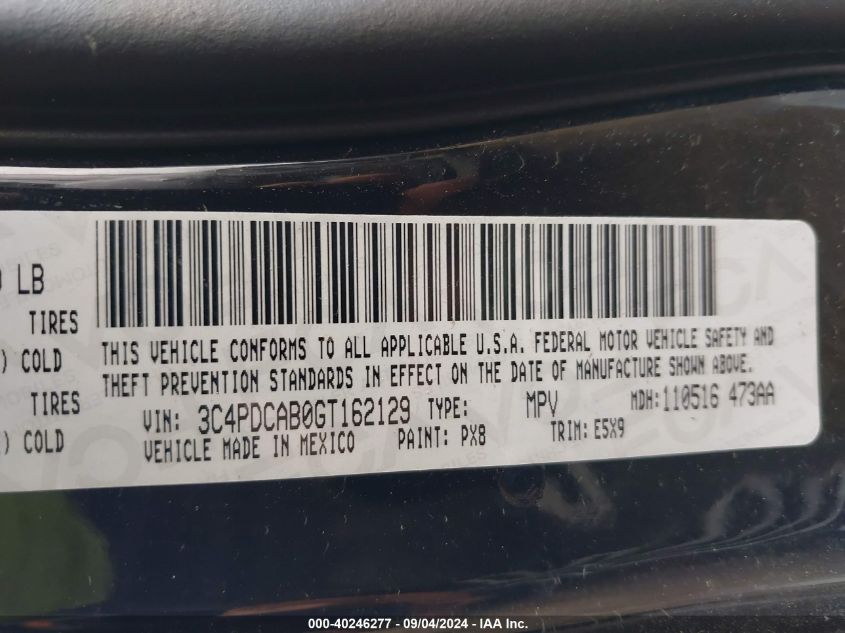 LB
TIRES
) COLD
TIRES
) COLD
THIS VEHICLE CONFORMS TO ALL APPLICABLE U.S.A. FEDERAL MOTOR VEHICLE SAFETY AND
THEFT PREVENTION STANDARDS IN EFFECT ON THE DATE OF MANUFACTURE SHOWN ABOVE.
VIN: 3C4PDCAB0GT162129 TYPE: MPV MDH: 110516 473AA
VEHICLE MADE IN MEXICO PAINT: PX8 TRIM: E5X9
000-40246277 - 09/04/2024 - IAA Inc.